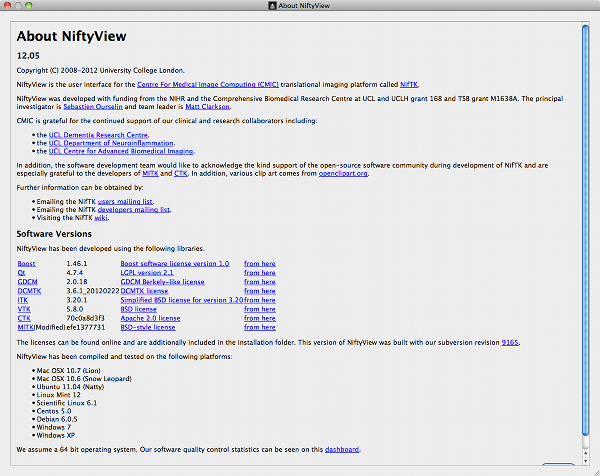 About NiftyView
About NiftyView
12.05
Copyright (C) 2008-2012 University College London.
NiftyView is the user interface for the Centre For Medical Image Computing (CMIC) translational imaging platform called NifTK.
NiftyView was developed with funding from the NIHR and the Comprehensive Biomedical Research Centre at UCL and UCLH grant 168 and TSB grant M1638A. The principal
investigator is Sebastien Ourselin and team leader is Matt Clarkson.
CMIC is grateful for the continued support of our clinical and research collaborators including:
• the UCL Dementia Research Centre.
• the UCL Department of Neuroinflammation.
• the UCL Centre for Advanced Biomedical Imaging.
In addition, the software development team would like to acknowledge the kind support of the open-source software community during development of NifTK and are
especially grateful to the developers of MITK and CTK. In addition, various clip art comes from openclipart.org.
Further information can be obtained by:
• Emailing the NifTK users mailing list.
• Emailing the NifTK developers mailing list.
• Visiting the NifTK wiki.
Software Versions
NiftyView has been developed using the following libraries.
Boost 1.46.1 Boost software license version 1.0 from here
Qt 4.7.4 LGPL version 2.1 from here
GDCM 2.0.18 GDCM Berkely-like license from here
DCMTK 3.6.1_20120222 DCMTK license from here
ITK 3.20.1 Simplified BSD license for version 3.20 from here
VTK 5.8.0 BSD license from here
CTK 70c0a8d3f3 Apache 2.0 license from here
MITK(Modified) efe1377731 BSD-style license from here
The licenses can be found online and are additionally included in the installation folder. This version of NiftyView was built with our subversion revision 9165.
NiftyView has been compiled and tested on the following platforms:
• Mac OSX 10.7 (Lion)
• Mac OSX 10.6 (Snow Leopard)
• Ubuntu 11.04 (Natty)
• Linux Mint 12
• Scientific Linux 6.1
• Centos 5.0
• Debian 6.0.5
• Windows 7
• Windows XP
We assume a 64 bit operating system. Our software quality control statistics can be seen on this dashboard.